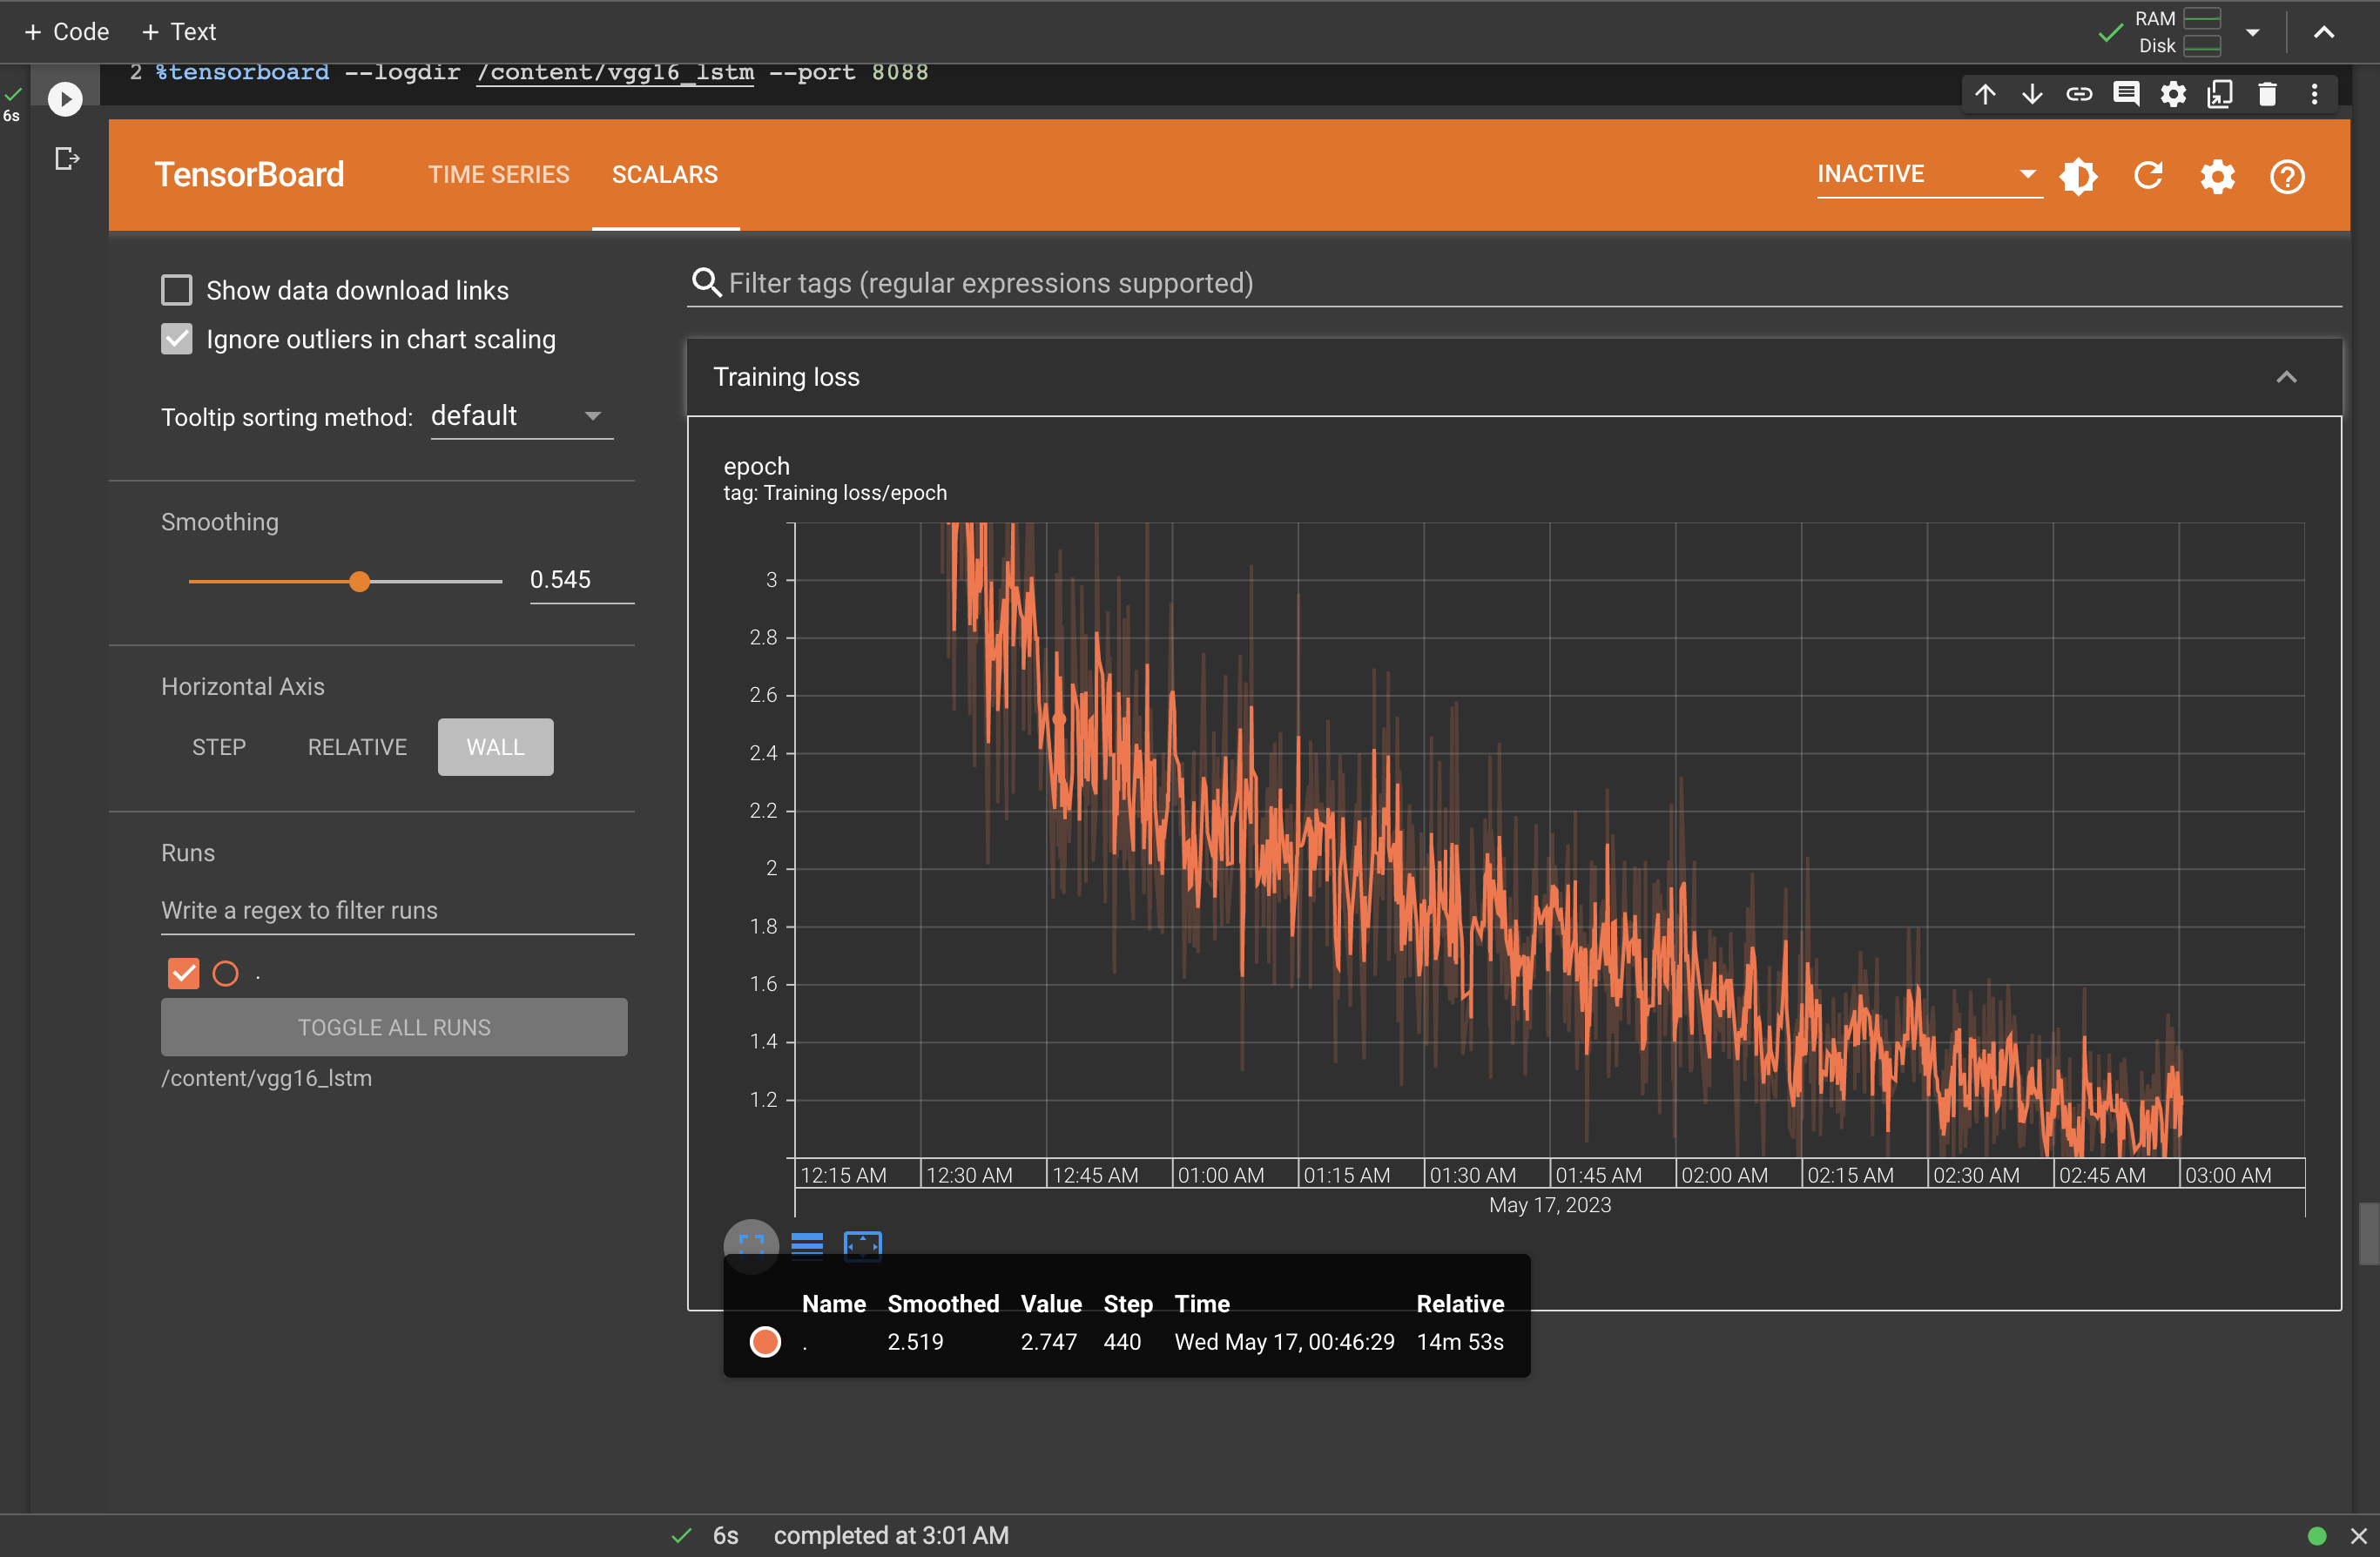 + Code + Text
RAM
Disk
2 %tensorboard --logdir /content/vgg16_lstm --port 8088
6s
TensorBoard TIME SERIES SCALARS INACTIVE
Show data download links
Ignore outliers in chart scaling
Tooltip sorting method: default
Smoothing
0.545
Horizontal Axis
STEP RELATIVE WALL
Runs
Write a regex to filter runs
.
TOGGLE ALL RUNS
/content/vgg16_lstm
Filter tags (regular expressions supported)
Training loss
epoch
tag: Training loss/epoch
3
2.8
2.6
2.4
2.2
2
1.8
1.6
1.4
1.2
12:15 AM 12:30 AM 12:45 AM 01:00 AM 01:15 AM 01:30 AM 01:45 AM 02:00 AM 02:15 AM 02:30 AM 02:45 AM 03:00 AM
May 17, 2023
Name Smoothed Value Step Time Relative
. 2.519 2.747 440 Wed May 17, 00:46:29 14m 53s
6s completed at 3:01 AM